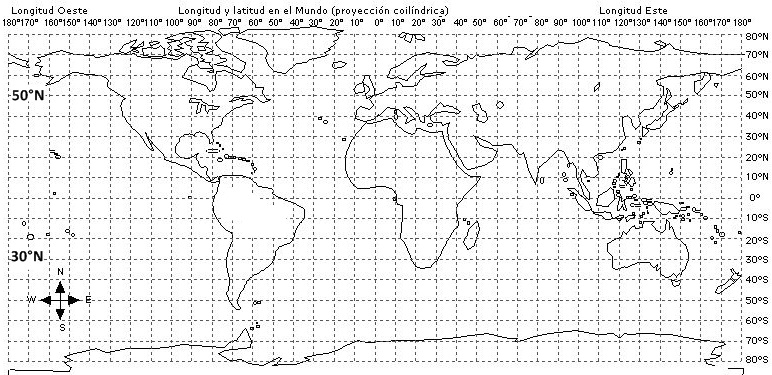 Longitud Oeste Longitud y latitud en el Mundo (proyección coilíndrica) Longitud Este
180°170°160°150° 140° 130° 120°110°100° 90° 80° 70° 60° 50° 40° 30° 20° 10° 0° 10° 20° 30° 40° 50° 60° 70° 80° 90° 100°110°120°130°140°150°160°170°180°
80°N
70°N
60°N
50°N 50°N
40°N
30°N
20°N
10°N
0°
10°S
20°S
30°N 30°S
N 40°S
W E 50°S
S 60°S
70°S
80°S